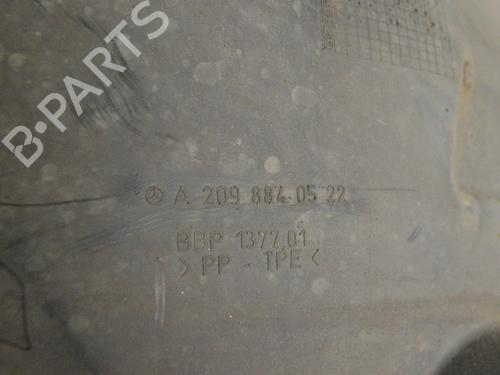 B-PARTS
A 209 884 05 22
BBP 1377.01
> PP - TPE <